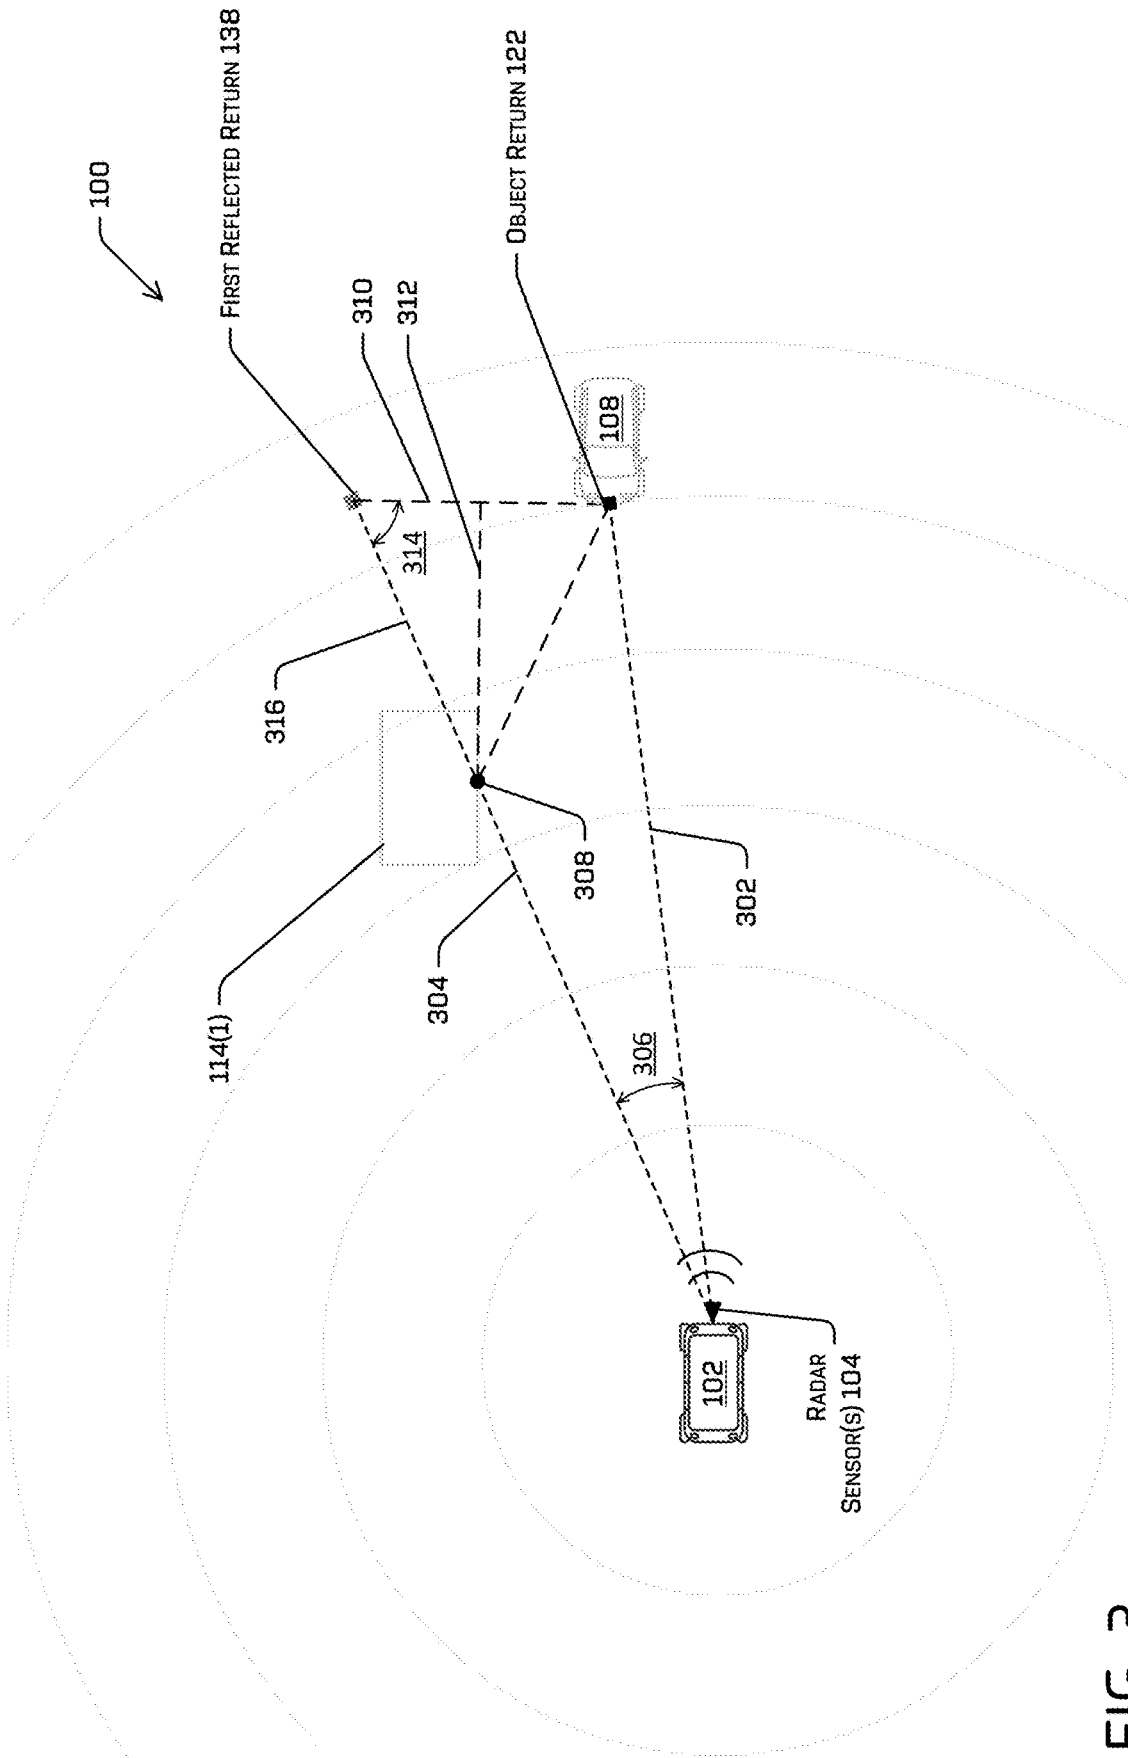 100
114(1)
FIRST REFLECTED RETURN 138
316
310
312
314
304
OBJECT RETURN 122
308
108
306
102
302
RADAR
SENSOR(S) 104
FIG. 3